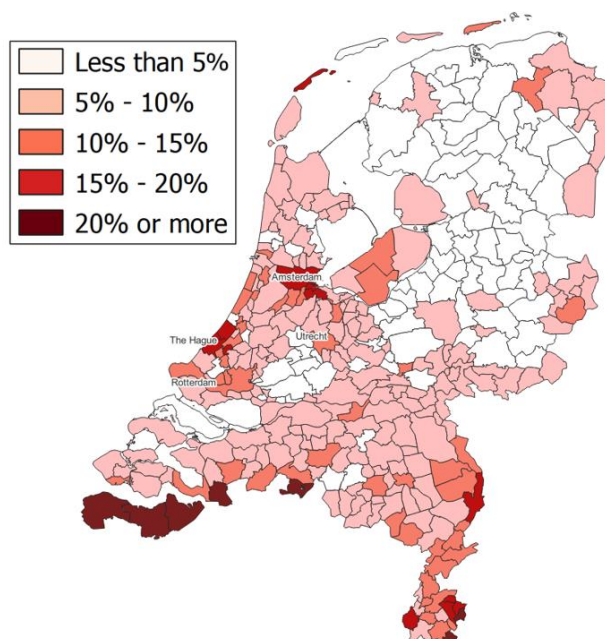 Less than 5%
5% - 10%
10% - 15%
15% - 20%
20% or more
Amsterdam
The Hague
Utrecht
Rotterdam